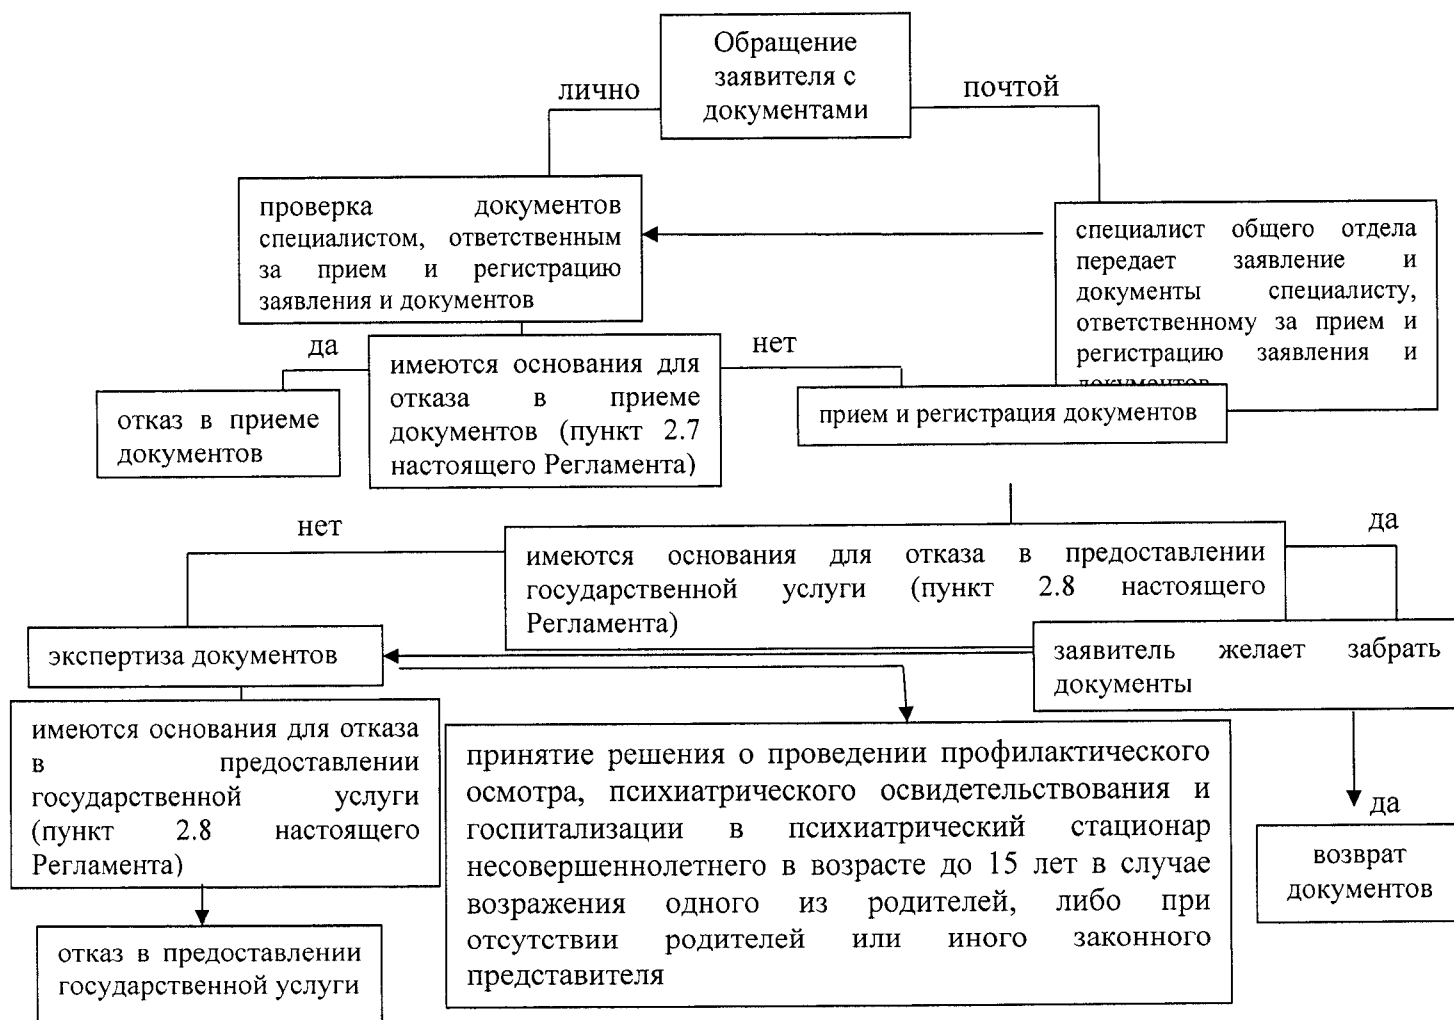 Обращение
заявителя с
документами
лично
почтой
проверка документов
специалистом, ответственным
за прием и регистрацию
заявления и документов
специалист общего отдела
передает заявление и
документы специалисту,
ответственному за прием и
регистрацию заявления и
документов
да
имеются основания для
отказа в приеме
документов (пункт 2.7
настоящего Регламента)
нет
отказ в приеме
документов
прием и регистрация документов
нет
имеются основания для отказа в предоставлении
государственной услуги (пункт 2.8 настоящего
Регламента)
да
экспертиза документов
заявитель желает забрать
документы
имеются основания для отказа
в предоставлении
государственной услуги
(пункт 2.8 настоящего
Регламента)
принятие решения о проведении профилактического
осмотра, психиатрического освидетельствования и
госпитализации в психиатрический стационар
несовершеннолетнего в возрасте до 15 лет в случае
возражения одного из родителей, либо при
отсутствии родителей или иного законного
представителя
да
возврат
документов
отказ в предоставлении
государственной услуги